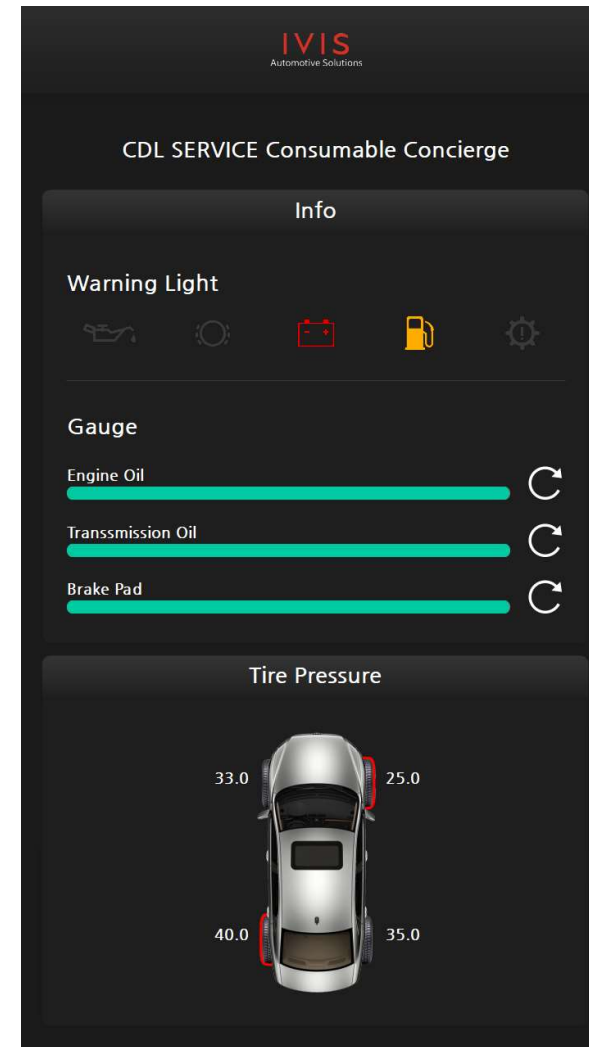 IVIS
Automotive Solutions
CDL SERVICE Consumable Concierge
Info
Warning Light
Gauge
Engine Oil
Transsmission Oil
Brake Pad
Tire Pressure
33.0 25.0
40.0 35.0